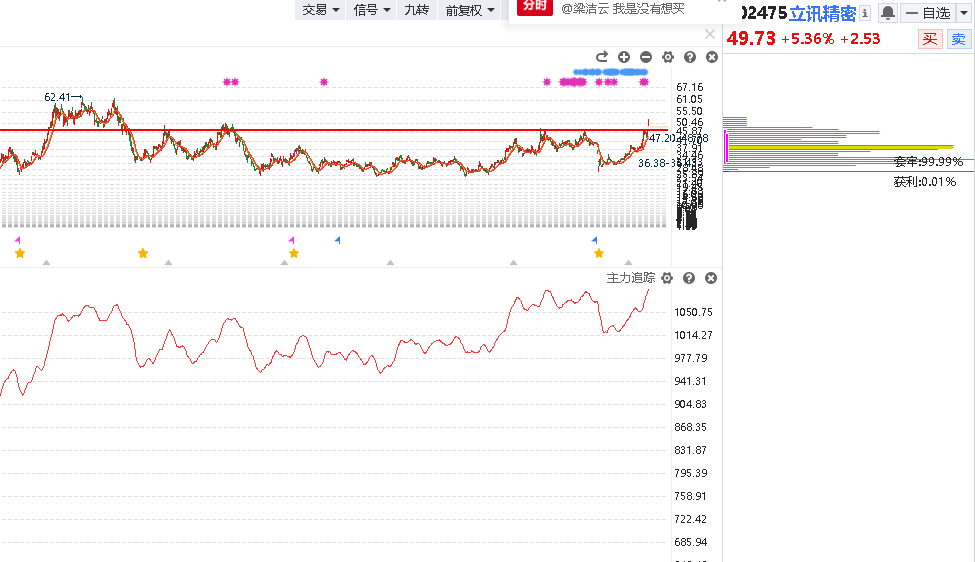 交易 信号 九转 前复权
分时 @梁洁云 我是没有想买
02475 立讯精密 自选
49.73 +5.36% +2.53 买 卖
62.41
67.16
61.05
55.50
50.46
45.87
37.91
36.38
套牢:99.99%
获利:0.01%
主力追踪
1050.75
1014.27
977.79
941.31
904.83
868.35
831.87
795.39
758.91
722.42
685.94